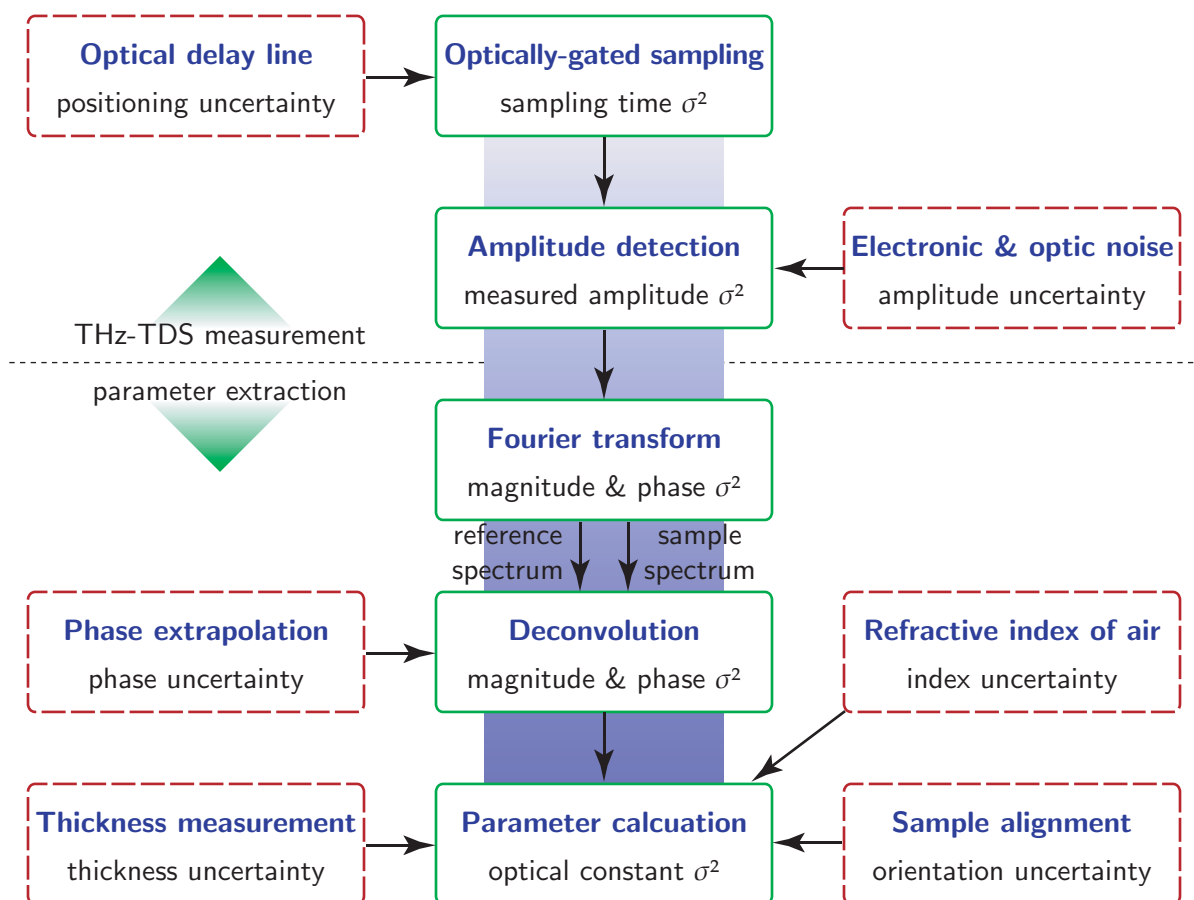 Optical delay line
positioning uncertainty
Optically-gated sampling
sampling time σ²
Amplitude detection
measured amplitude σ²
Electronic & optic noise
amplitude uncertainty
THz-TDS measurement
parameter extraction
Fourier transform
magnitude & phase σ²
reference
spectrum
sample
spectrum
Phase extrapolation
phase uncertainty
Deconvolution
magnitude & phase σ²
Refractive index of air
index uncertainty
Thickness measurement
thickness uncertainty
Parameter calcuation
optical constant σ²
Sample alignment
orientation uncertainty